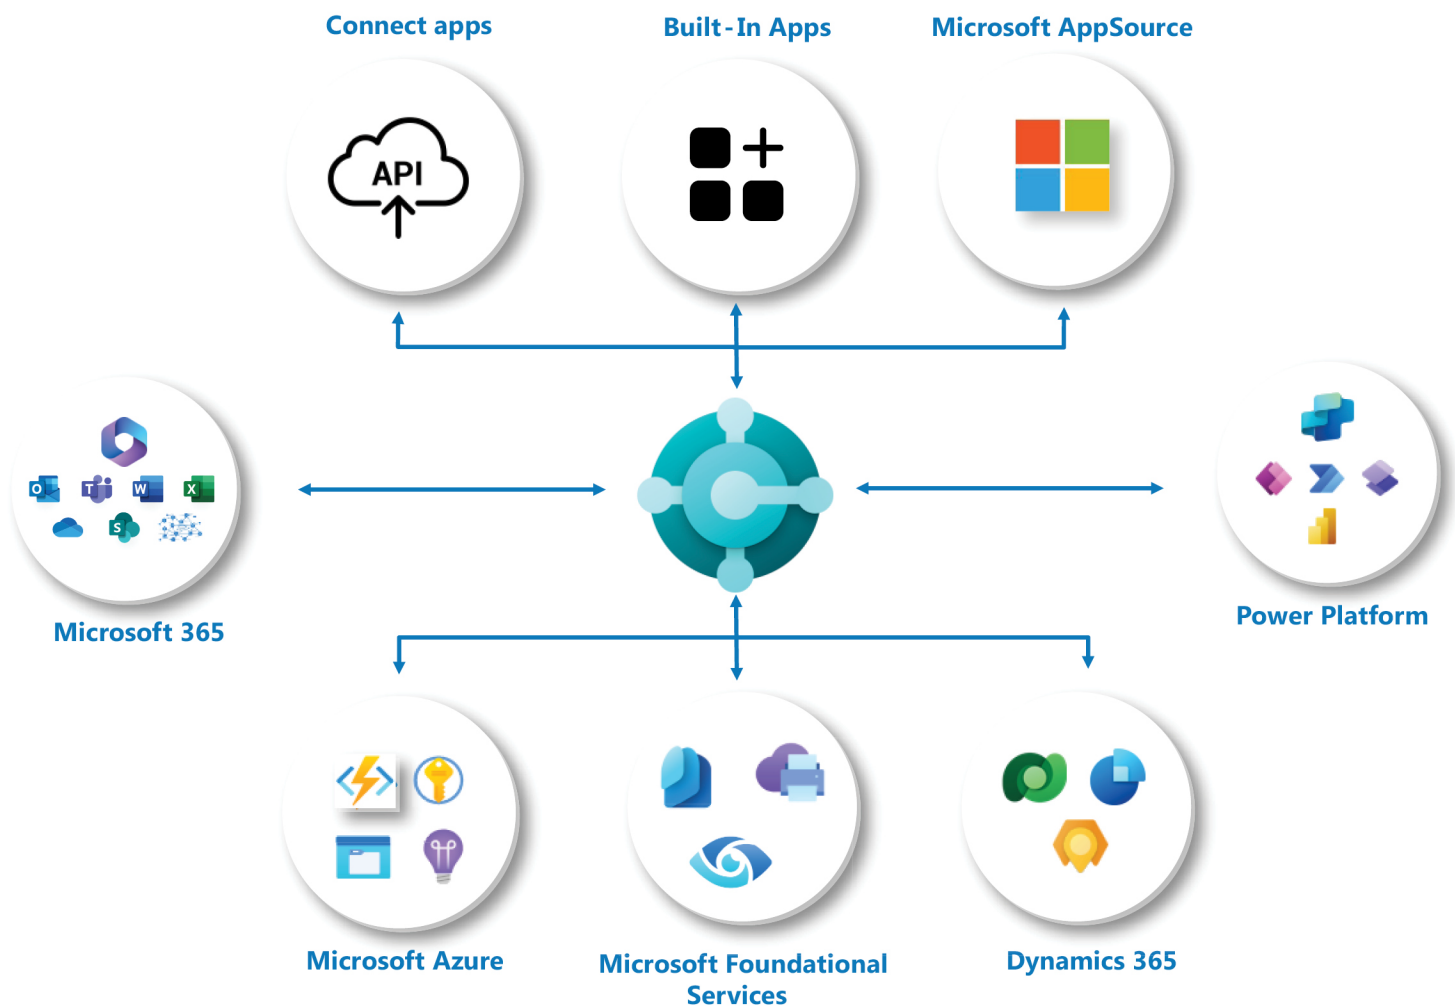 Connect apps
Built-In Apps
Microsoft AppSource
API
O
T
W
X
S
Microsoft 365
Power Platform
Microsoft Azure
Microsoft Foundational
Services
Dynamics 365